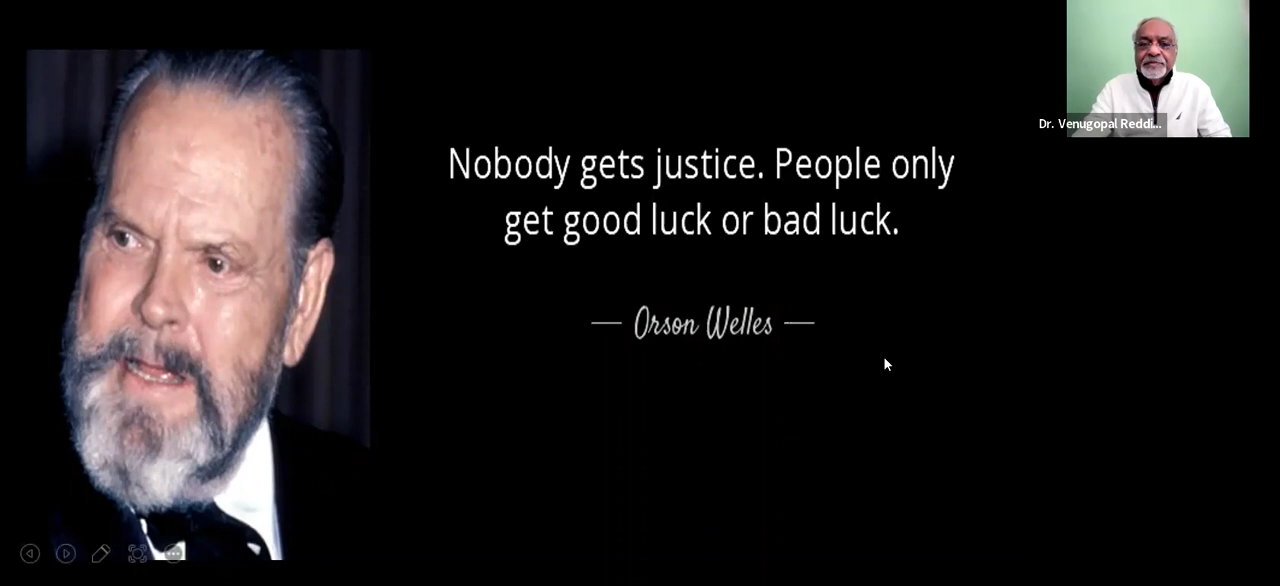 Nobody gets justice. People only
get good luck or bad luck.
— Orson Welles —
Dr. Venugopal Reddi...